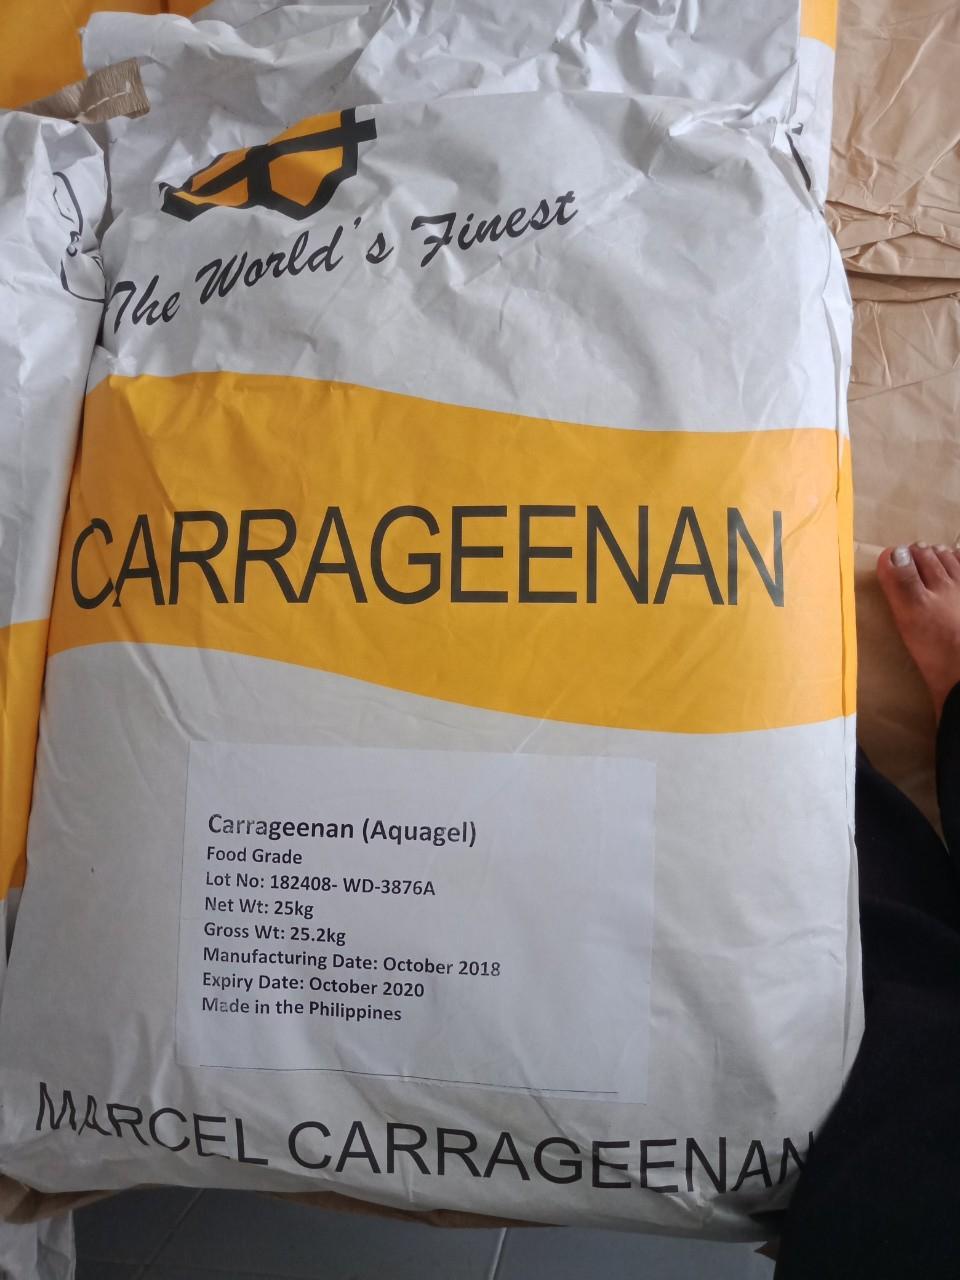 The World's Finest
CARRAGEENAN
Carrageenan (Aquagel)
Food Grade
Lot No: 182408- WD-3876A
Net Wt: 25kg
Gross Wt: 25.2kg
Manufacturing Date: October 2018
Expiry Date: October 2020
Made in the Philippines
MARCEL CARRAGEENAN